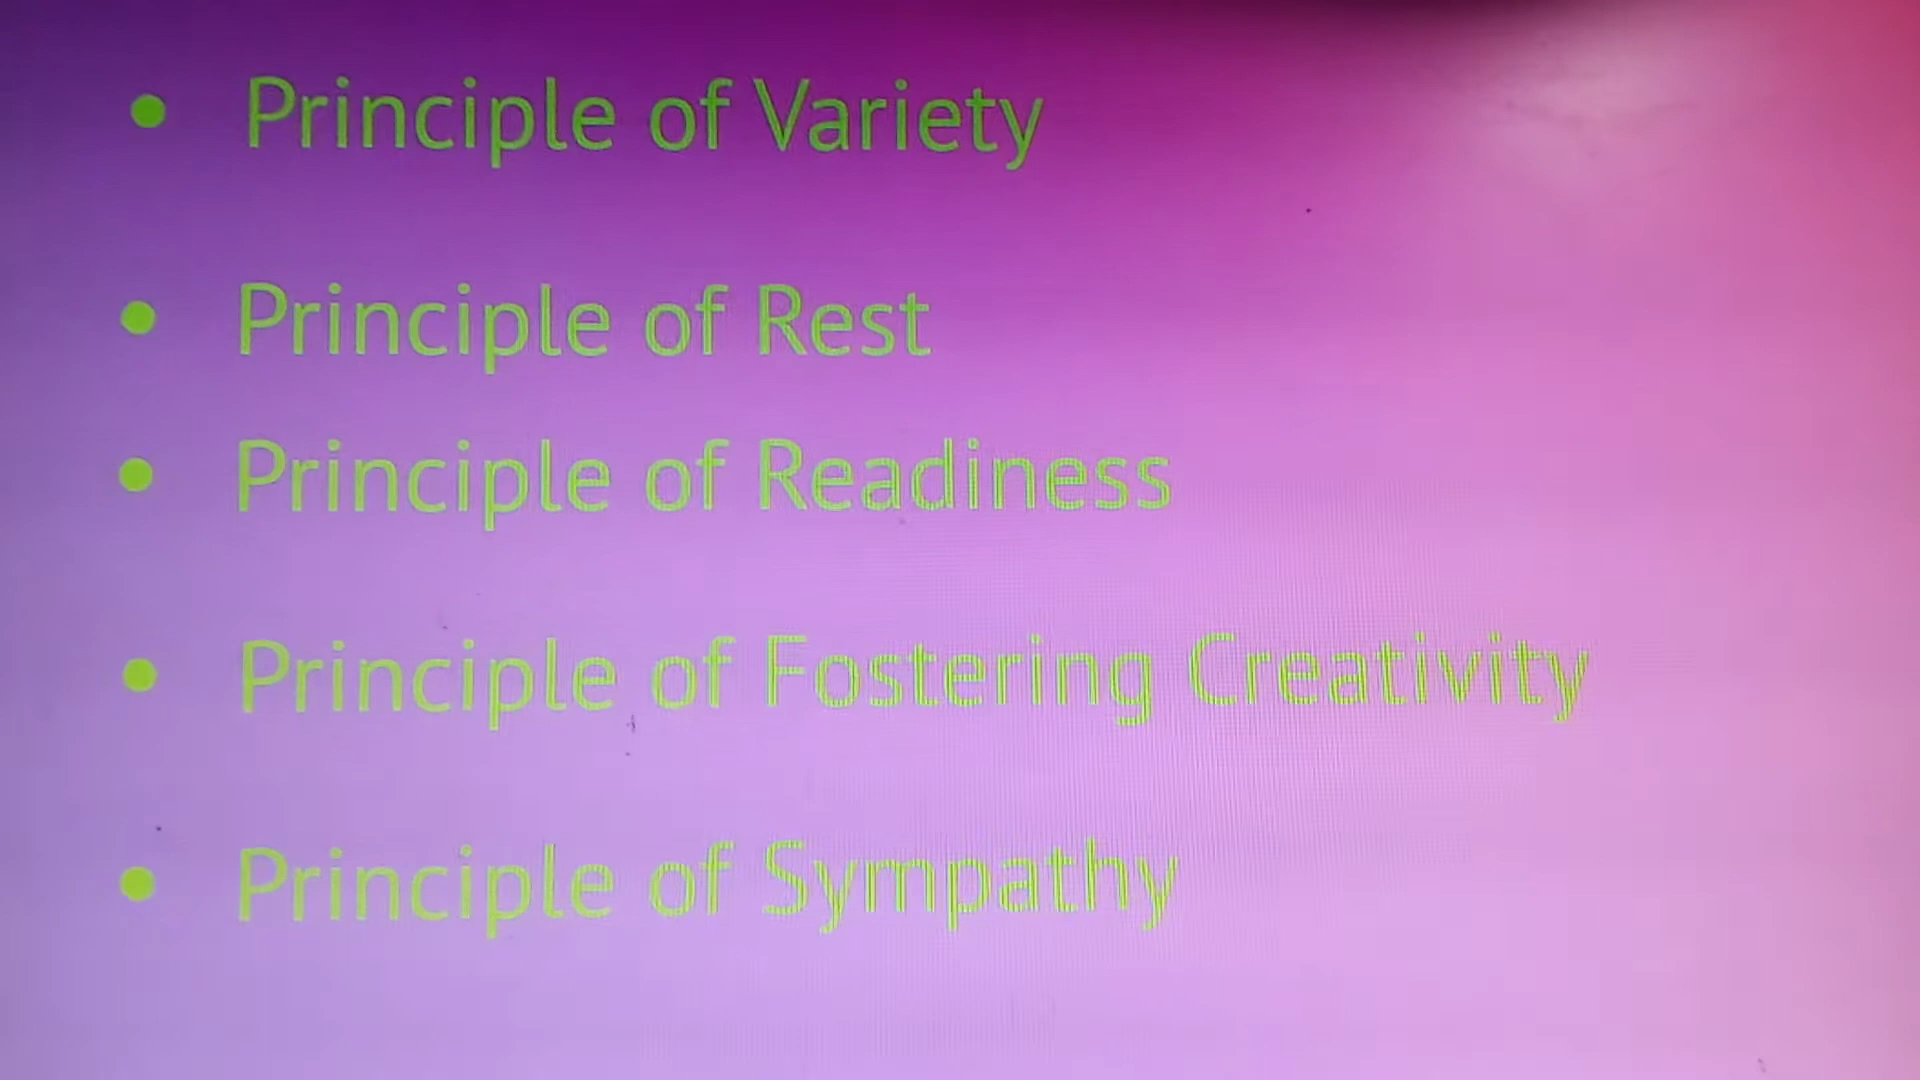 • Principle of Variety
• Principle of Rest
• Principle of Readiness
• Principle of Fostering Creativity
• Principle of Sympathy